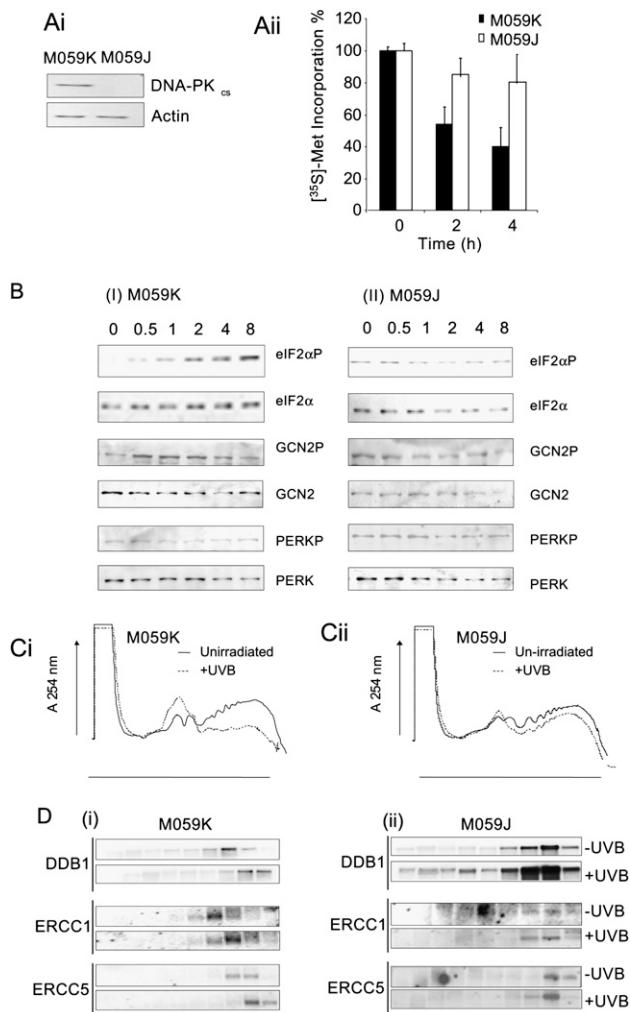 Ai
M059K M059J
DNA-PK cs
Actin
Aii
M059K
M059J
[³⁵S]-Met Incorporation %
120
100
80
60
40
20
0
0 2 4
Time (h)
B
(I) M059K
0 0.5 1 2 4 8
eIF2αP
eIF2α
GCN2P
GCN2
PERKP
PERK
(II) M059J
0 0.5 1 2 4 8
eIF2αP
eIF2α
GCN2P
GCN2
PERKP
PERK
Ci
M059K
Unirradiated
+UVB
A 254 nm
Cii
M059J
Un-irradiated
+UVB
A 254 nm
D
(i) M059K
DDB1
ERCC1
ERCC5
(ii) M059J
DDB1
-UVB
+UVB
ERCC1
-UVB
+UVB
ERCC5
-UVB
+UVB